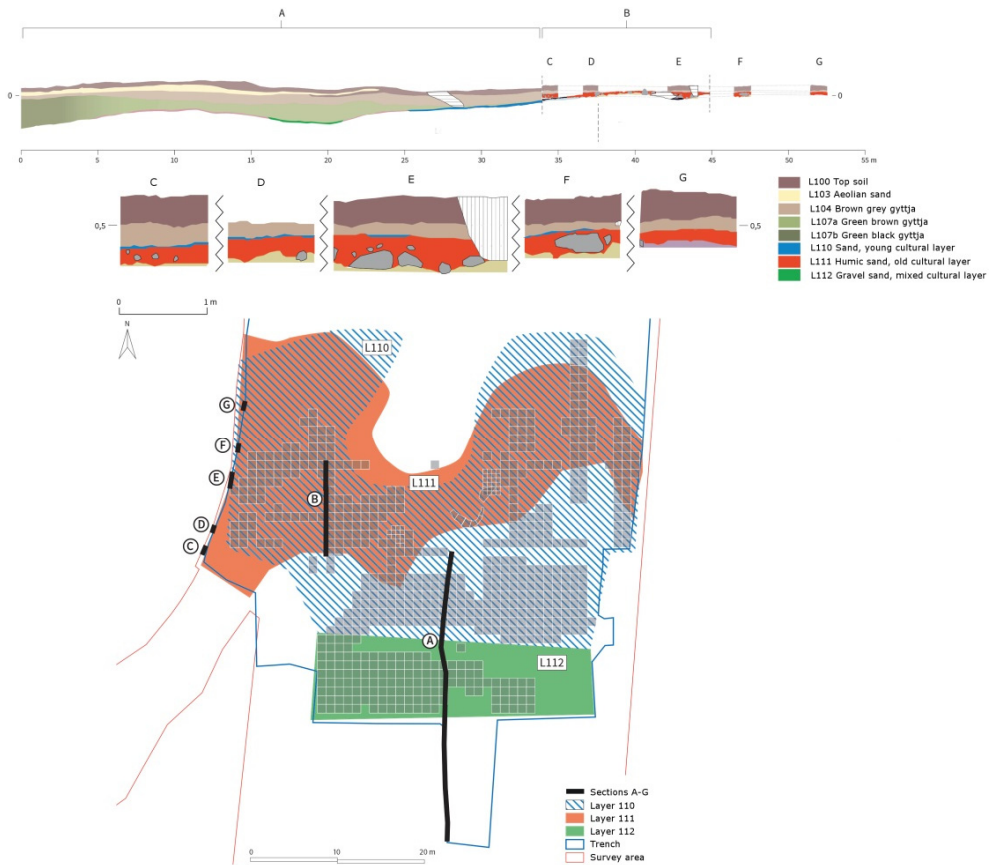 A B
C D E F G
0 0
0 5 10 15 20 25 30 35 40 45 50 55 m
C D E F G
0,5 0,5
L100 Top soil
L103 Aeolian sand
L104 Brown grey gyttja
L107a Green brown gyttja
L107b Green black gyttja
L110 Sand, young cultural layer
L111 Humic sand, old cultural layer
L112 Gravel sand, mixed cultural layer
0 1 m
N
L110
G
F
E
L111
B
D
C
A
L112
Sections A-G
Layer 110
Layer 111
Layer 112
Trench
Survey area
0 10 20 m